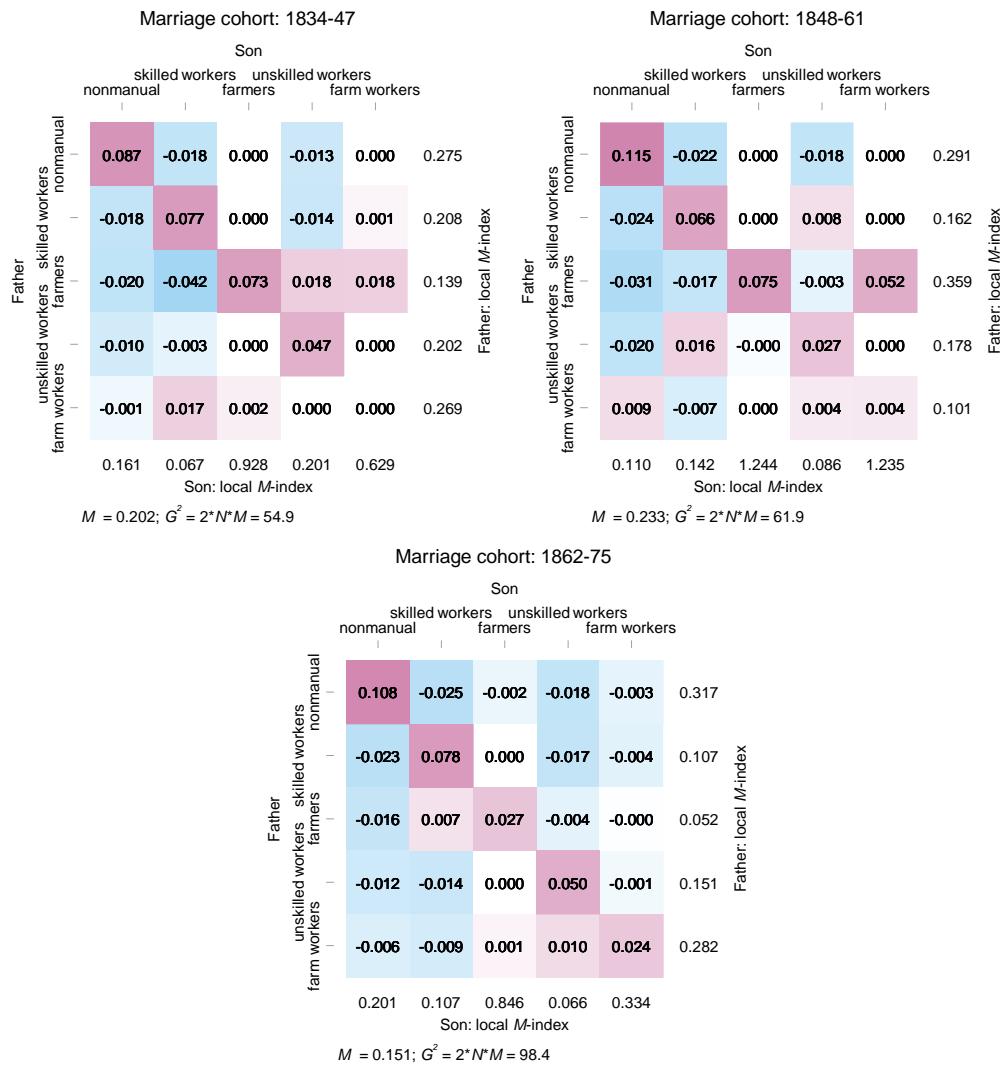 Marriage cohort: 1834-47
Son
skilled workers unskilled workers
nonmanual farmers farm workers
Father
nonmanual
skilled workers
farmers
unskilled workers
farm workers
0.087 -0.018 0.000 -0.013 0.000 0.275
-0.018 0.077 0.000 -0.014 0.001 0.208
-0.020 -0.042 0.073 0.018 0.018 0.139
-0.010 -0.003 0.000 0.047 0.000 0.202
-0.001 0.017 0.002 0.000 0.000 0.269
Father: local M-index
0.161 0.067 0.928 0.201 0.629
Son: local M-index
M = 0.202; G² = 2*N*M = 54.9
Marriage cohort: 1848-61
Son
skilled workers unskilled workers
nonmanual farmers farm workers
Father
nonmanual
skilled workers
farmers
unskilled workers
farm workers
0.115 -0.022 0.000 -0.018 0.000 0.291
-0.024 0.066 0.000 0.008 0.000 0.162
-0.031 -0.017 0.075 -0.003 0.052 0.359
-0.020 0.016 -0.000 0.027 0.000 0.178
0.009 -0.007 0.000 0.004 0.004 0.101
Father: local M-index
0.110 0.142 1.244 0.086 1.235
Son: local M-index
M = 0.233; G² = 2*N*M = 61.9
Marriage cohort: 1862-75
Son
skilled workers unskilled workers
nonmanual farmers farm workers
Father
nonmanual
skilled workers
farmers
unskilled workers
farm workers
0.108 -0.025 -0.002 -0.018 -0.003 0.317
-0.023 0.078 0.000 -0.017 -0.004 0.107
-0.016 0.007 0.027 -0.004 -0.000 0.052
-0.012 -0.014 0.000 0.050 -0.001 0.151
-0.006 -0.009 0.001 0.010 0.024 0.282
Father: local M-index
0.201 0.107 0.846 0.066 0.334
Son: local M-index
M = 0.151; G² = 2*N*M = 98.4